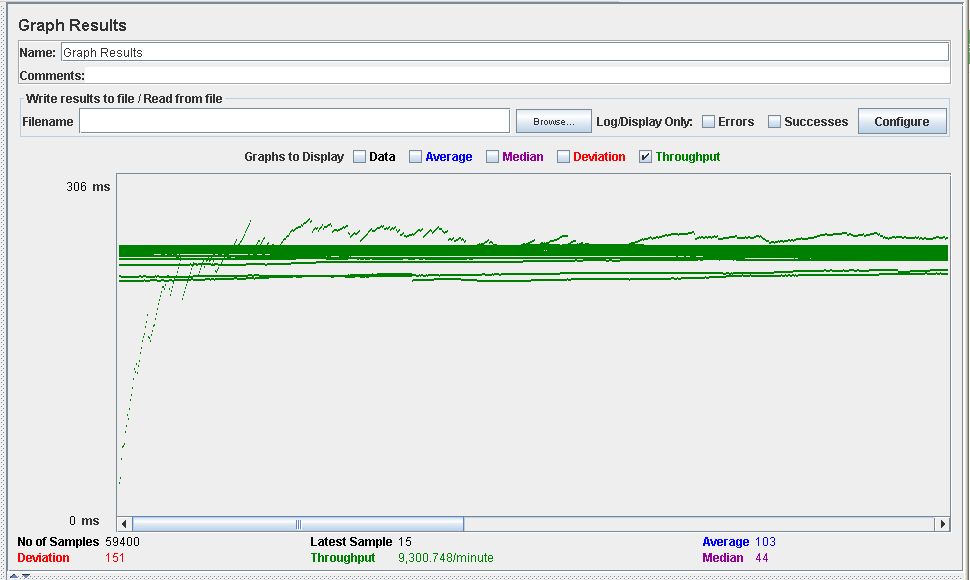 Graph Results
Name: Graph Results
Comments:
Write results to file / Read from file
Filename Browse... Log/Display Only: Errors Successes Configure
Graphs to Display Data Average Median Deviation Throughput
306 ms
0 ms
No of Samples 59400 Latest Sample 15 Average 103
Deviation 151 Throughput 9,300.748/minute Median 44